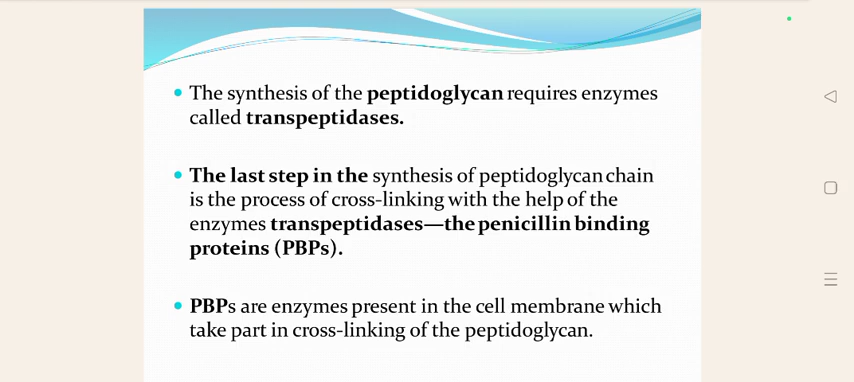 The synthesis of the peptidoglycan requires enzymes
called transpeptidases.
The last step in the synthesis of peptidoglycan chain
is the process of cross-linking with the help of the
enzymes transpeptidases—the penicillin binding
proteins (PBPs).
PBPs are enzymes present in the cell membrane which
take part in cross-linking of the peptidoglycan.